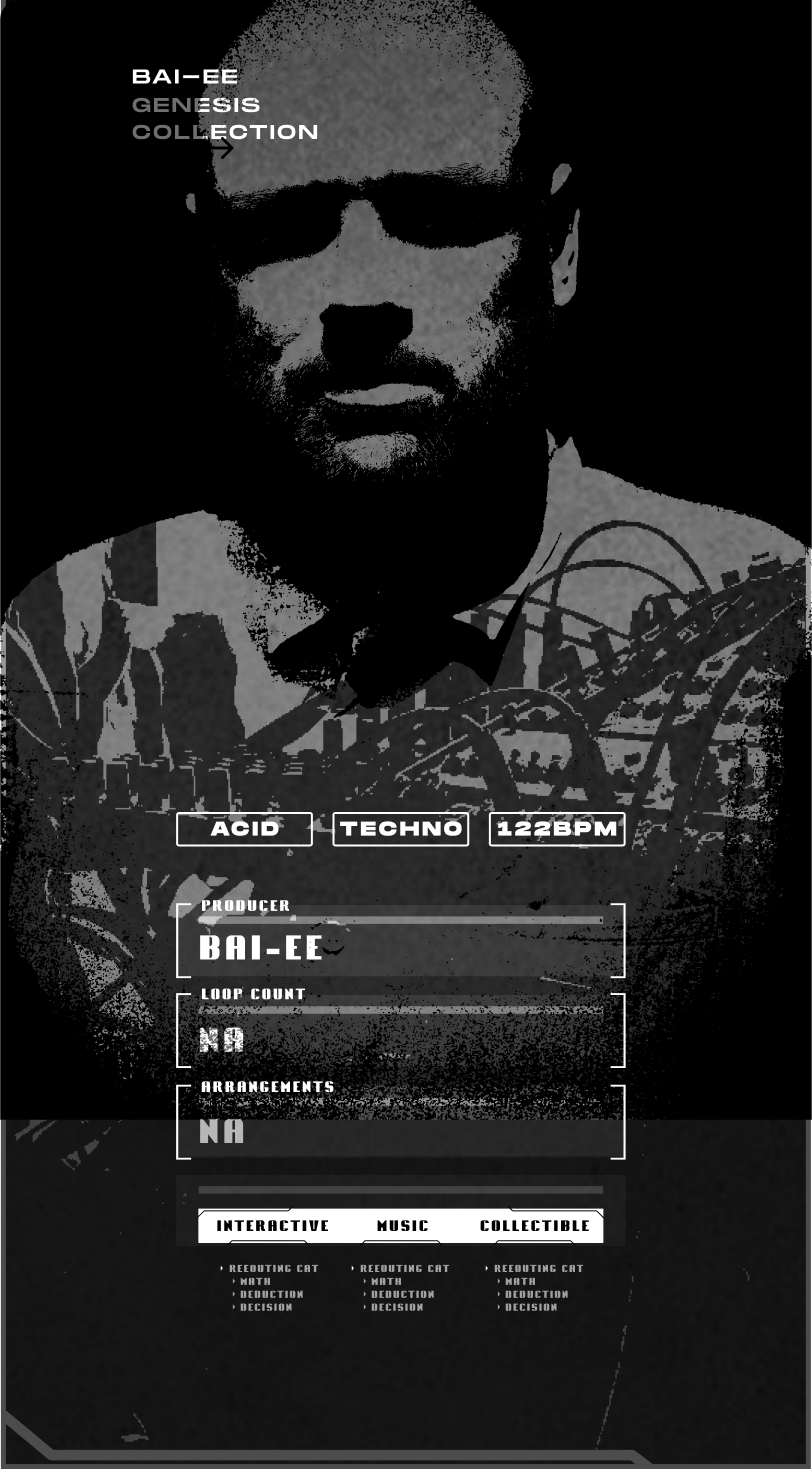 BAI–EE
GENESIS
COLLECTION
ACID TECHNO 122BPM
PRODUCER
BAI-EE
LOOP COUNT
NA
ARRANGEMENTS
NA
INTERACTIVE MUSIC COLLECTIBLE
REEOUTING CAT REEOUTING CAT REEOUTING CAT
MATH MATH MATH
DEDUCTION DEDUCTION DEDUCTION
DECISION DECISION DECISION